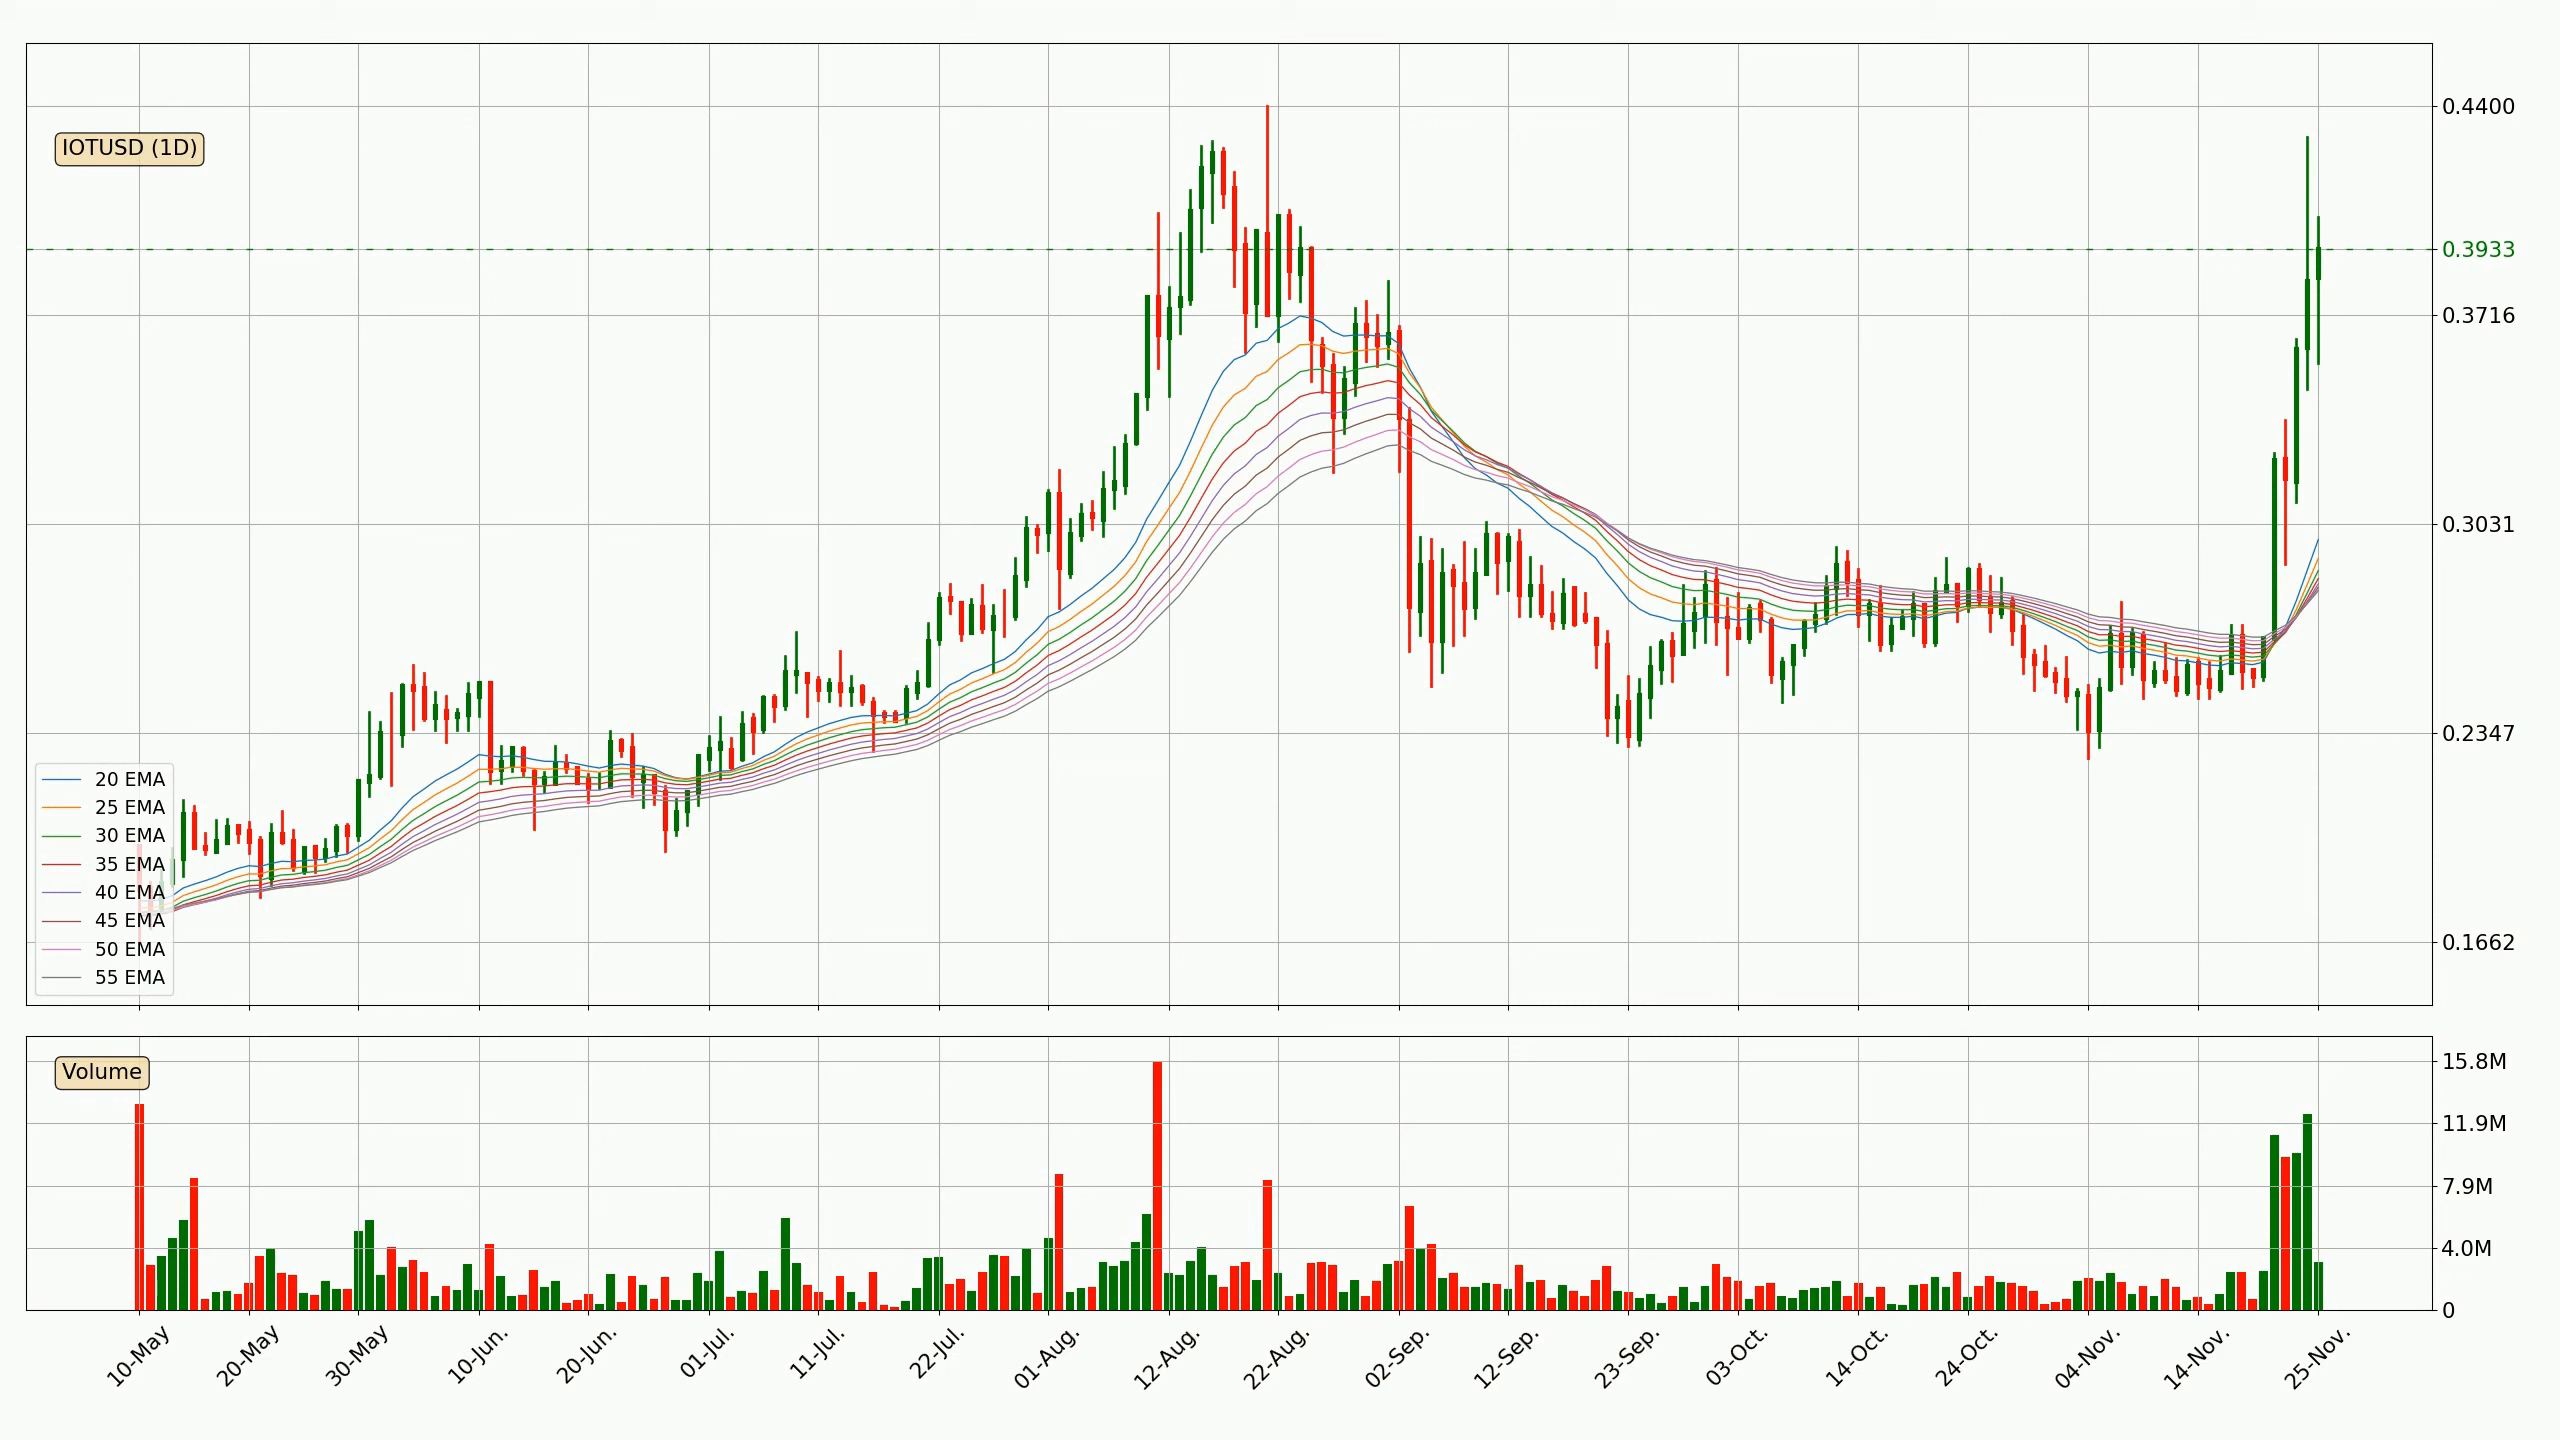 IOTUSD (1D)
0.4400
0.3933
0.3716
0.3031
0.2347
0.1662
20 EMA
25 EMA
30 EMA
35 EMA
40 EMA
45 EMA
50 EMA
55 EMA
Volume
15.8M
11.9M
7.9M
4.0M
0
10-May
20-May
30-May
10-Jun.
20-Jun.
01-Jul.
11-Jul.
22-Jul.
01-Aug.
12-Aug.
22-Aug.
02-Sep.
12-Sep.
23-Sep.
03-Oct.
14-Oct.
24-Oct.
04-Nov.
14-Nov.
25-Nov.